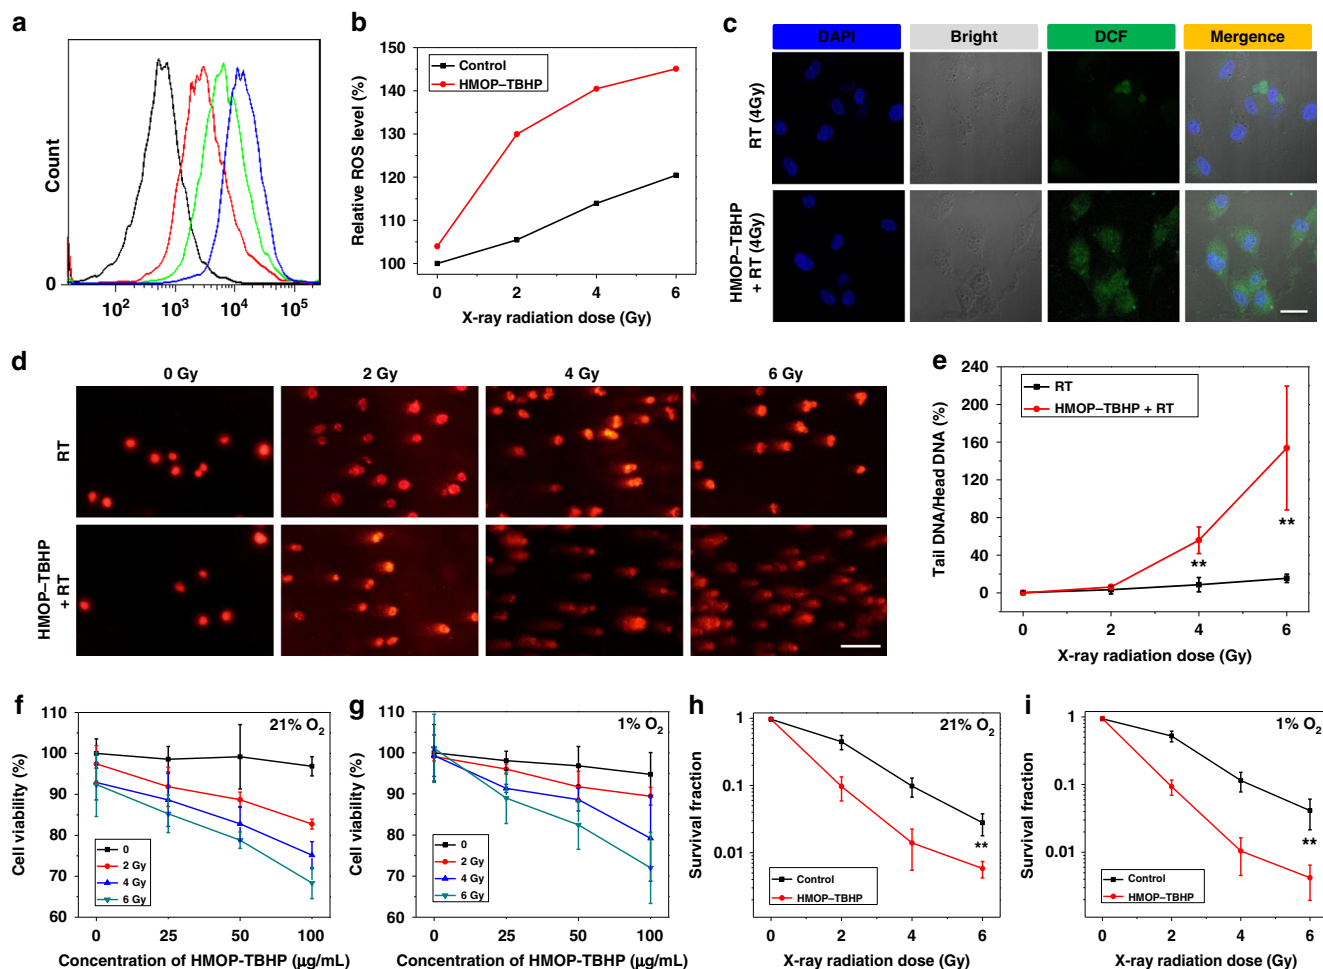 a
Count
0
10² 10³ 10⁴ 10⁵
b
Relative ROS level (%)
150
140
130
120
110
100
Control
HMOP–TBHP
0 2 4 6
X-ray radiation dose (Gy)
c
DAPI Bright DCF Mergence
RT (4Gy)
HMOP–TBHP
+ RT (4Gy)
d
0 Gy 2 Gy 4 Gy 6 Gy
RT
HMOP–TBHP
+ RT
e
Tail DNA/Head DNA (%)
240
200
160
120
80
40
0
RT
HMOP–TBHP + RT
**
**
0 2 4 6
X-ray radiation dose (Gy)
f
21% O₂
Cell viability (%)
110
100
90
80
70
60
0
2 Gy
4 Gy
6 Gy
0 25 50 100
Concentration of HMOP-TBHP (µg/mL)
g
1% O₂
Cell viability (%)
110
100
90
80
70
60
0
2 Gy
4 Gy
6 Gy
0 25 50 100
Concentration of HMOP-TBHP (µg/mL)
h
21% O₂
Survival fraction
1
0.1
0.01
**
Control
HMOP–TBHP
0 2 4 6
X-ray radiation dose (Gy)
i
1% O₂
Survival fraction
1
0.1
0.01
**
Control
HMOP–TBHP
0 2 4 6
X-ray radiation dose (Gy)